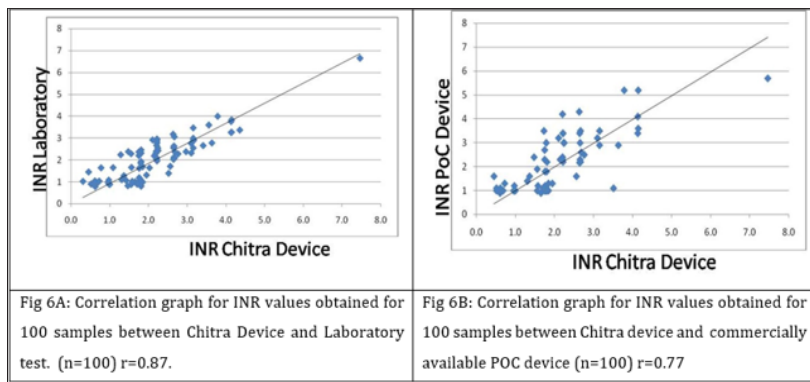 8
7
6
5
4
3
2
1
0
INR Laboratory
0.0 1.0 2.0 3.0 4.0 5.0 6.0 7.0 8.0
INR Chitra Device
8
7
6
5
4
3
2
1
0
INR PoC Device
0.0 1.0 2.0 3.0 4.0 5.0 6.0 7.0 8.0
INR Chitra Device
Fig 6A: Correlation graph for INR values obtained for
100 samples between Chitra Device and Laboratory
test. (n=100) r=0.87.
Fig 6B: Correlation graph for INR values obtained for
100 samples between Chitra device and commercially
available POC device (n=100) r=0.77